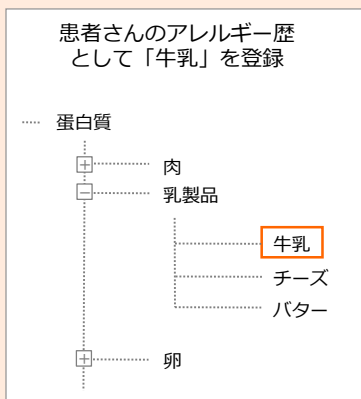 患者さんのアレルギー歴
として「牛乳」を登録
蛋白質
肉
乳製品
牛乳
チーズ
バター
卵